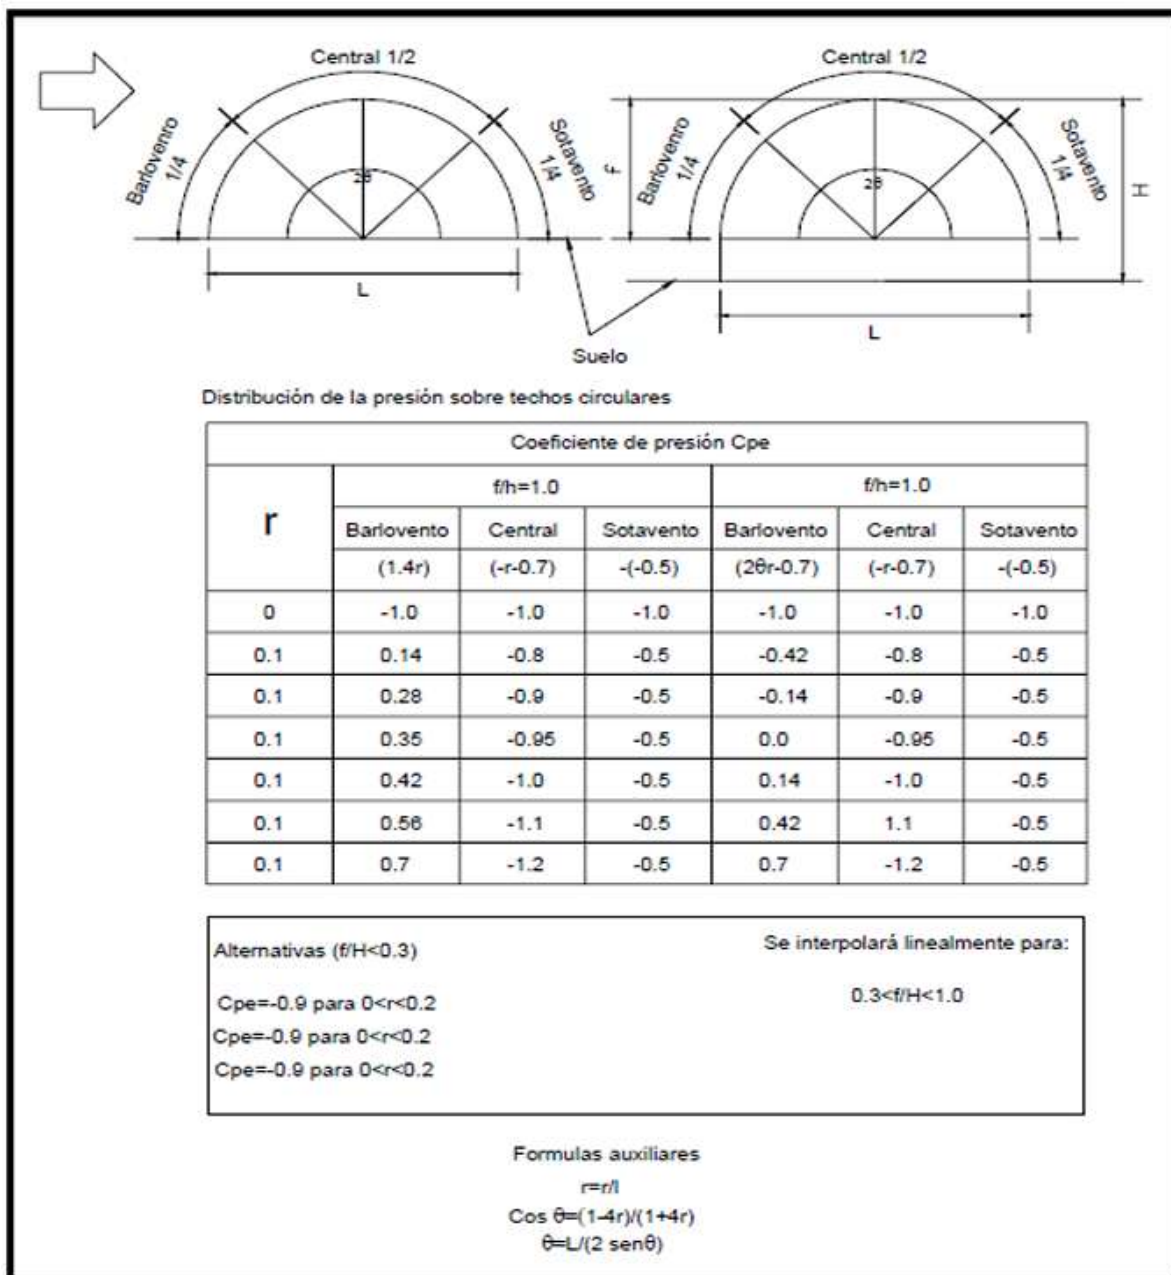 Central 1/2
Barlovenro
1/4
Sotavento
1/4
2θ
L
Central 1/2
Barlovenro
1/4
Sotavento
1/4
f
2θ
H
L
Suelo
Distribución de la presión sobre techos circulares
Coeficiente de presión Cpe
r f/h=1.0 f/h=1.0
Barlovento Central Sotavento Barlovento Central Sotavento
(1.4r) (-r-0.7) -(-0.5) (2θr-0.7) (-r-0.7) -(-0.5)
0 -1.0 -1.0 -1.0 -1.0 -1.0 -1.0
0.1 0.14 -0.8 -0.5 -0.42 -0.8 -0.5
0.1 0.28 -0.9 -0.5 -0.14 -0.9 -0.5
0.1 0.35 -0.95 -0.5 0.0 -0.95 -0.5
0.1 0.42 -1.0 -0.5 0.14 -1.0 -0.5
0.1 0.56 -1.1 -0.5 0.42 1.1 -0.5
0.1 0.7 -1.2 -0.5 0.7 -1.2 -0.5
Alternativas (f/H<0.3)
Se interpolará linealmente para:
Cpe=-0.9 para 0<r<0.2
0.3<f/H<1.0
Cpe=-0.9 para 0<r<0.2
Cpe=-0.9 para 0<r<0.2
Formulas auxiliares
r=r/l
Cos θ=(1-4r)/(1+4r)
θ=L/(2 senθ)